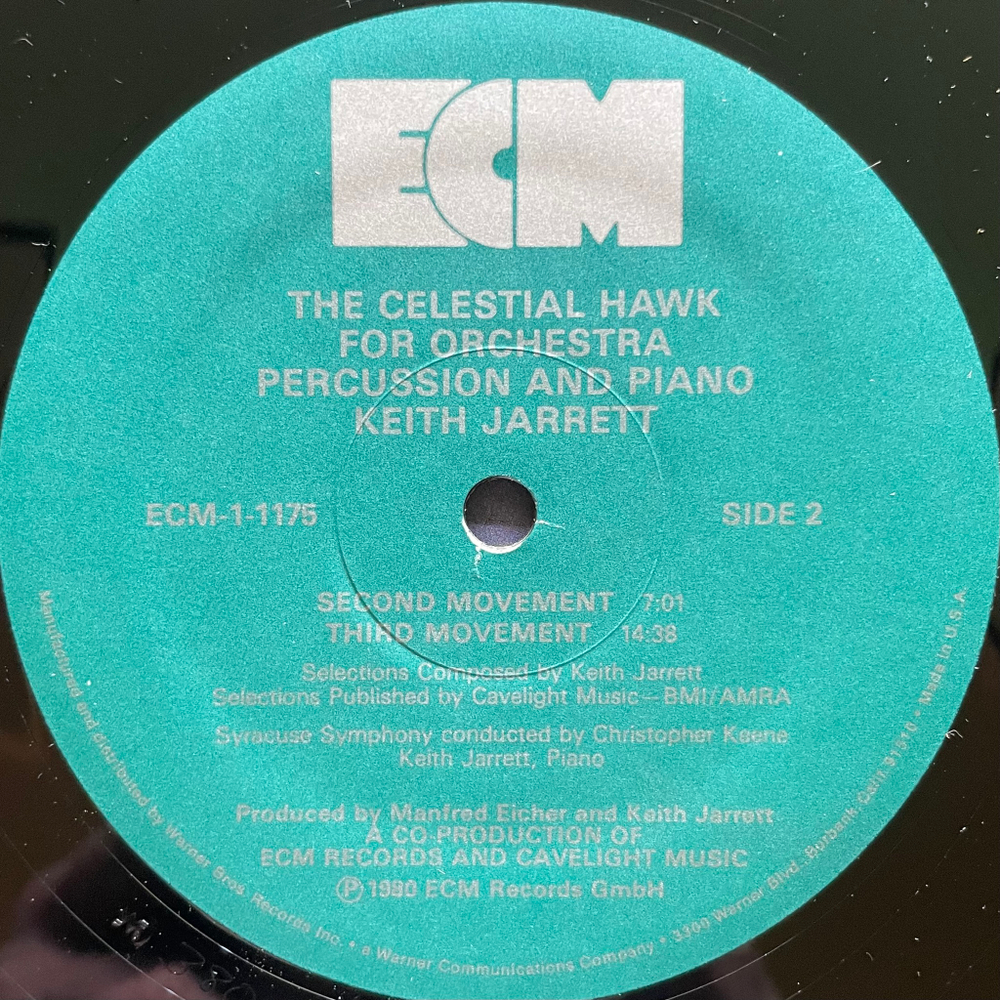 ECM
THE CELESTIAL HAWK
FOR ORCHESTRA
PERCUSSION AND PIANO
KEITH JARRETT
ECM-1-1175
SIDE 2
SECOND MOVEMENT 7:01
THIRD MOVEMENT 14:38
Selections Composed by Keith Jarrett
Selections Published by Cavelight Music—BMI/AMRA
Syracuse Symphony conducted by Christopher Keene
Keith Jarrett, Piano
Produced by Manfred Eicher and Keith Jarrett
A CO-PRODUCTION OF
ECM RECORDS AND CAVELIGHT MUSIC
Ⓟ 1980 ECM Records GmbH
Manufactured and distributed by Warner Bros. Records Inc. • a Warner Communications Company • 3300 Warner Blvd. Burbank, Calif. 91510 • Made in U.S.A.